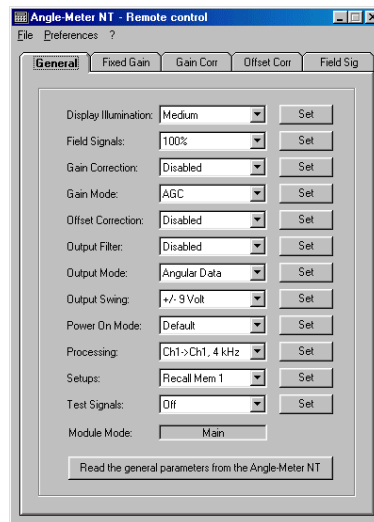 Angle-Meter NT - Remote control
File Preferences ?
General Fixed Gain Gain Corr Offset Corr Field Sig
Display Illumination: Medium Set
Field Signals: 100% Set
Gain Correction: Disabled Set
Gain Mode: AGC Set
Offset Correction: Disabled Set
Output Filter: Disabled Set
Output Mode: Angular Data Set
Output Swing: +/- 9 Volt Set
Power On Mode: Default Set
Processing: Ch1->Ch1, 4 kHz Set
Setups: Recall Mem 1 Set
Test Signals: Off Set
Module Mode: Main
Read the general parameters from the Angle-Meter NT